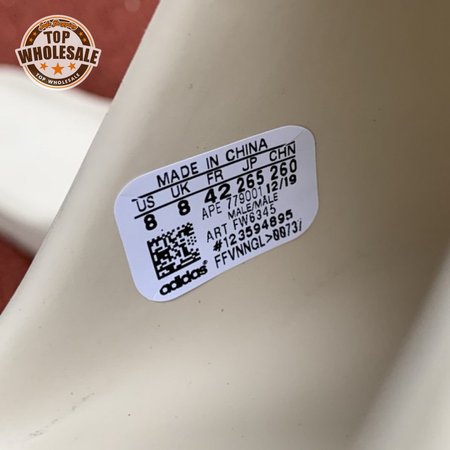 TOP
WHOLESALE
TOP WHOLESALE
MADE IN CHINA
US UK FR JP CHN
8 8 42 265 260
APE 779001 12/19
MALE/MALE
ART FW6345
#123594895
FFVNNGL>8073
adidas